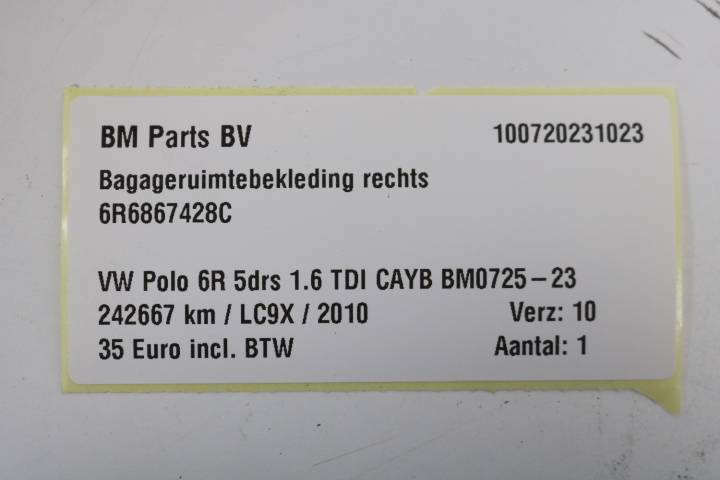 BM Parts BV 100720231023
Bagageruimtebekleding rechts
6R6867428C
VW Polo 6R 5drs 1.6 TDI CAYB BM0725-23
242667 km / LC9X / 2010 Verz: 10
35 Euro incl. BTW Aantal: 1